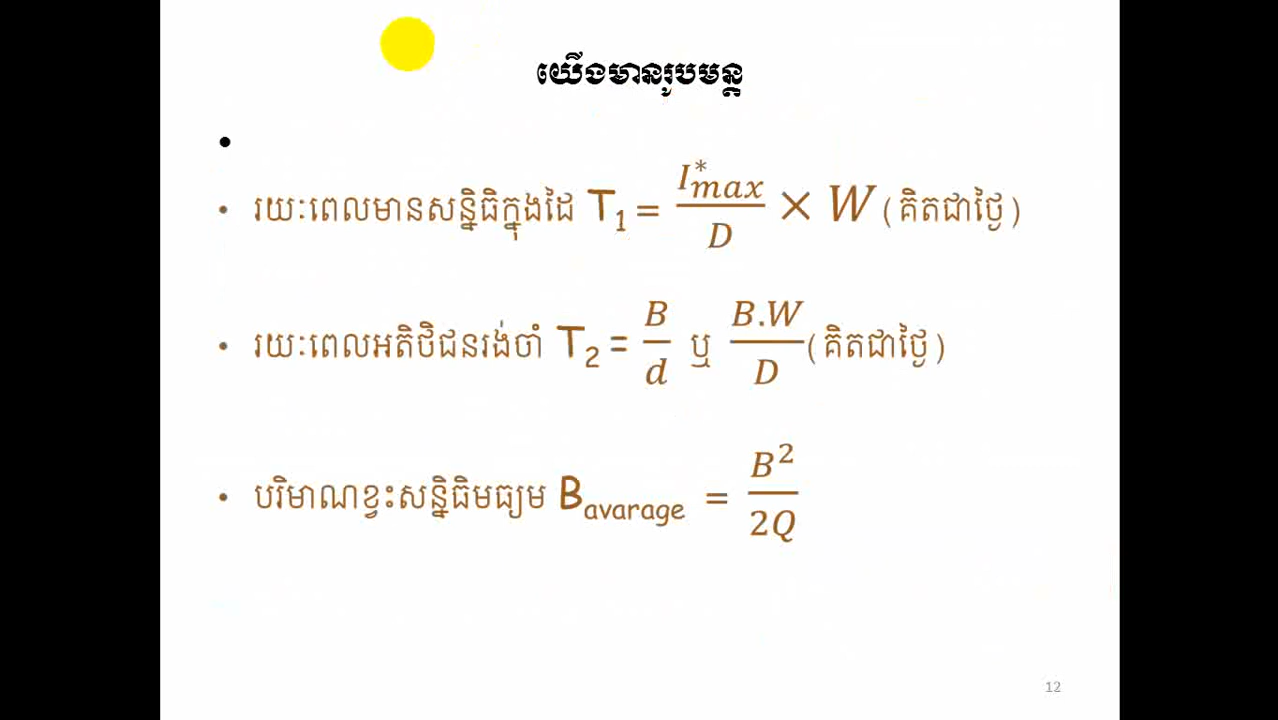 យើងមានរូបមន្ត
•
• រយៈពេលមានសន្និធិក្នុងដៃ T₁ = I*max / D × W (គិតជាថ្ងៃ)
• រយៈពេលអតិថិជនរង់ចាំ T₂ = B / d ឬ B.W / D (គិតជាថ្ងៃ)
• បរិមាណខ្វះសន្និធិមធ្យម Bavarage = B² / 2Q
12